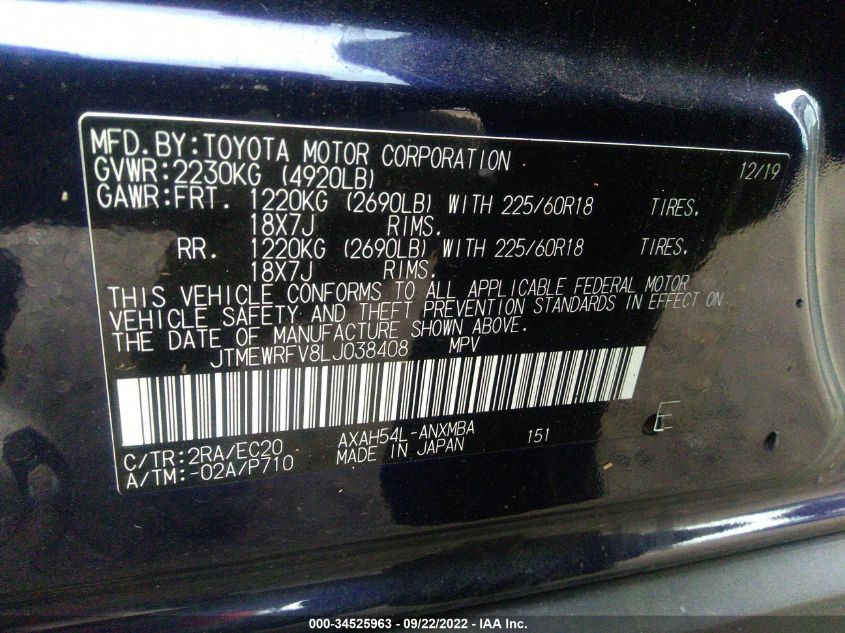 MFD.BY:TOYOTA MOTOR CORPORATION 12/19
GVWR:2230KG (4920LB)
GAWR:FRT. 1220KG (2690LB) WITH 225/60R18 TIRES.
18X7J RIMS.
RR. 1220KG (2690LB) WITH 225/60R18 TIRES.
18X7J RIMS.
THIS VEHICLE CONFORMS TO ALL APPLICABLE FEDERAL MOTOR
VEHICLE SAFETY AND THEFT PREVENTION STANDARDS IN EFFECT ON
THE DATE OF MANUFACTURE SHOWN ABOVE.
JTMEWRFV8LJ038408 MPV
E
C/TR:2RA/EC20 AXAH54L-ANXMBA 151
A/TM:-02A/P710 MADE IN JAPAN
000-34525963 - 09/22/2022 - IAA Inc.